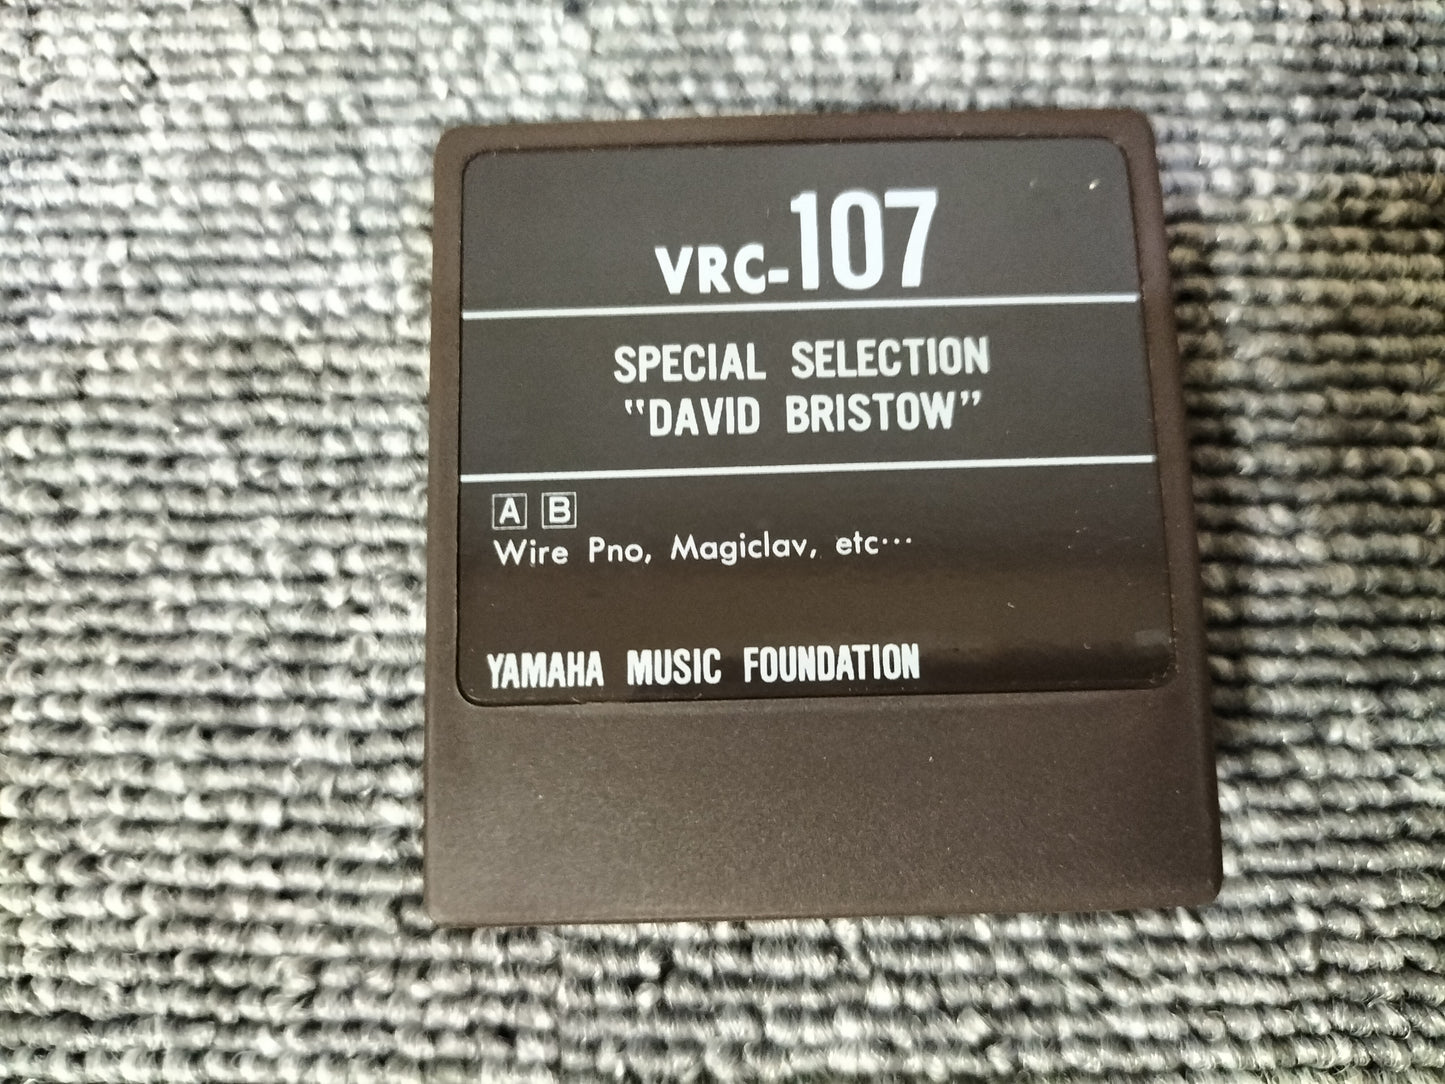 VRC-107
SPECIAL SELECTION
"DAVID BRISTOW"
A B
Wire Pno, Magiclav, etc···
YAMAHA MUSIC FOUNDATION